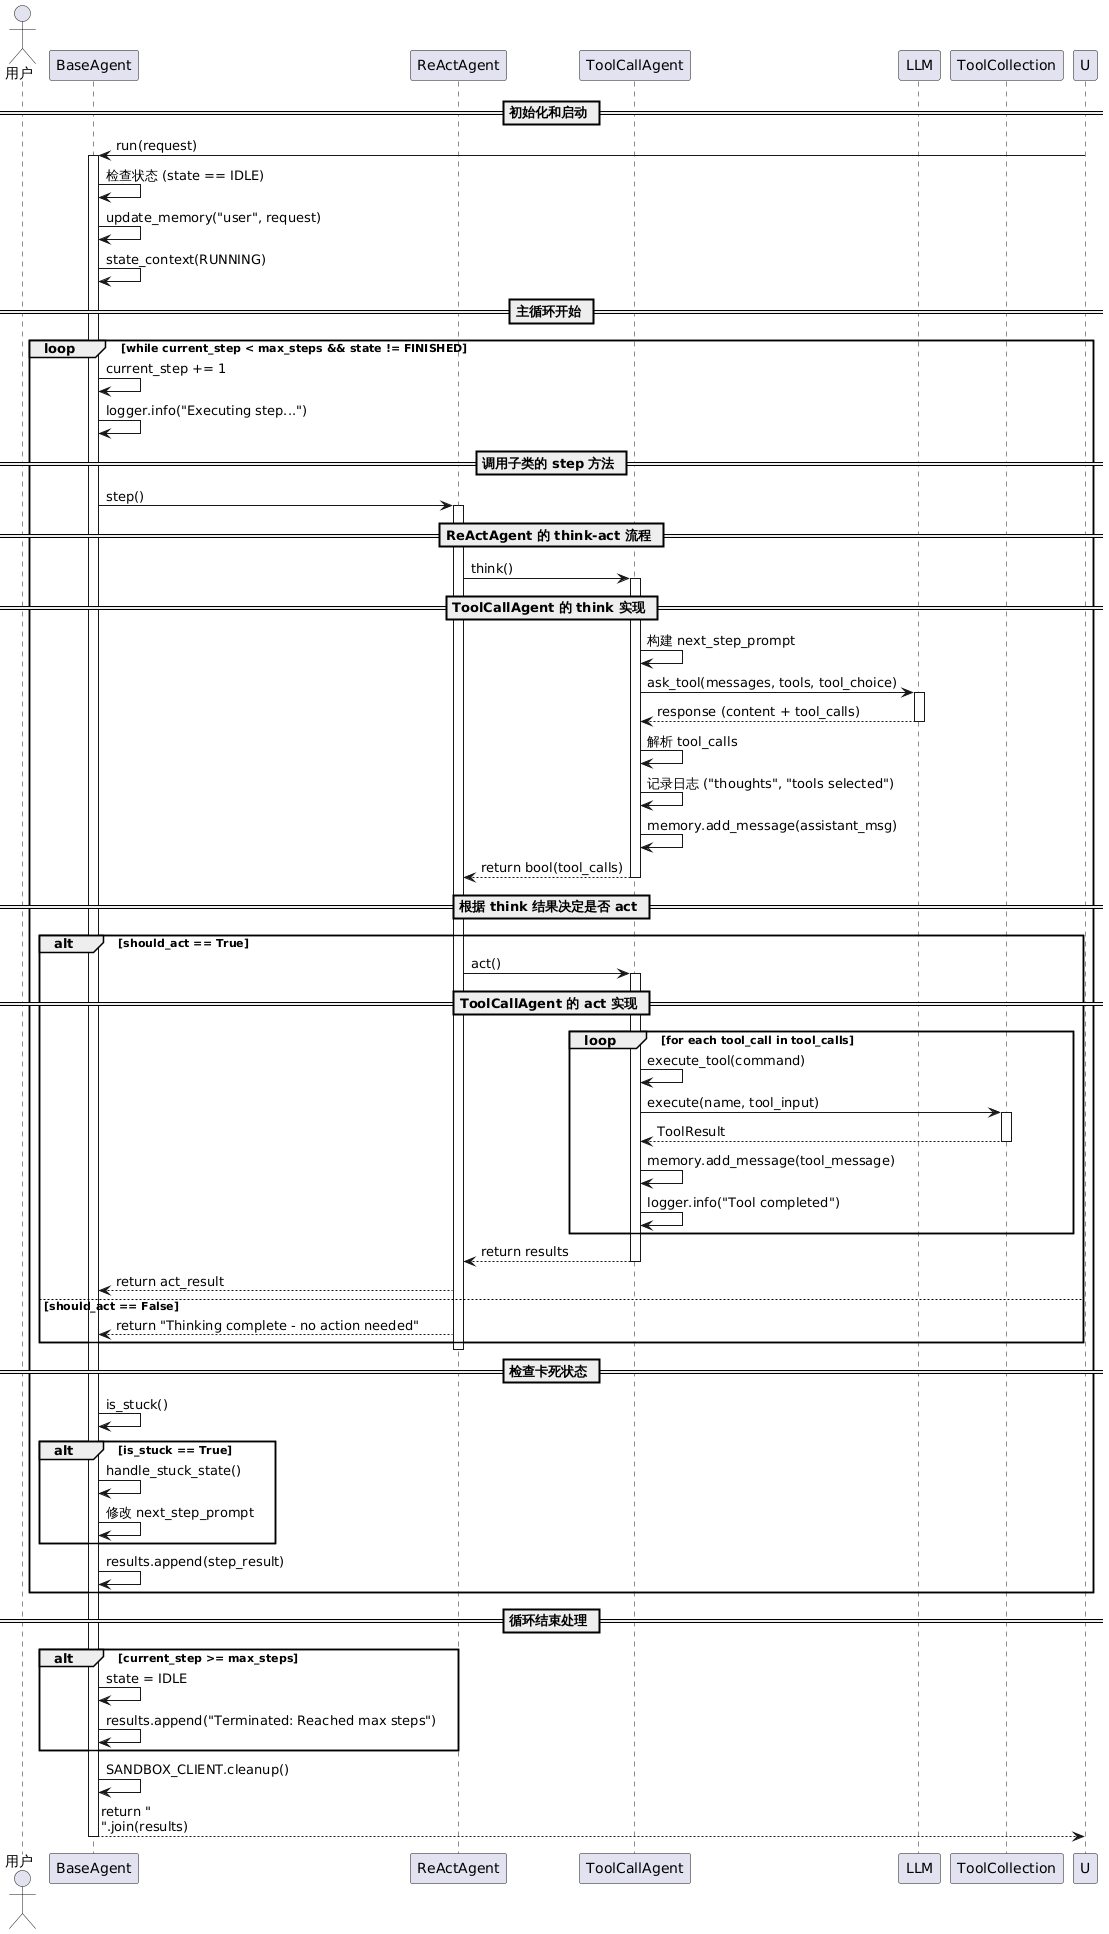 用户
BaseAgent
ReActAgent
ToolCallAgent
LLM
ToolCollection
U
初始化和启动
run(request)
检查状态 (state == IDLE)
update_memory("user", request)
state_context(RUNNING)
主循环开始
loop
[while current_step < max_steps && state != FINISHED]
current_step += 1
logger.info("Executing step...")
调用子类的 step 方法
step()
ReActAgent 的 think-act 流程
think()
ToolCallAgent 的 think 实现
构建 next_step_prompt
ask_tool(messages, tools, tool_choice)
response (content + tool_calls)
解析 tool_calls
记录日志 ("thoughts", "tools selected")
memory.add_message(assistant_msg)
return bool(tool_calls)
根据 think 结果决定是否 act
alt
[should_act == True]
act()
ToolCallAgent 的 act 实现
loop
[for each tool_call in tool_calls]
execute_tool(command)
execute(name, tool_input)
ToolResult
memory.add_message(tool_message)
logger.info("Tool completed")
return results
return act_result
[should_act == False]
return "Thinking complete - no action needed"
检查卡死状态
is_stuck()
alt
[is_stuck == True]
handle_stuck_state()
修改 next_step_prompt
results.append(step_result)
循环结束处理
alt
[current_step >= max_steps]
state = IDLE
results.append("Terminated: Reached max steps")
SANDBOX_CLIENT.cleanup()
return "
".join(results)
用户
BaseAgent
ReActAgent
ToolCallAgent
LLM
ToolCollection
U